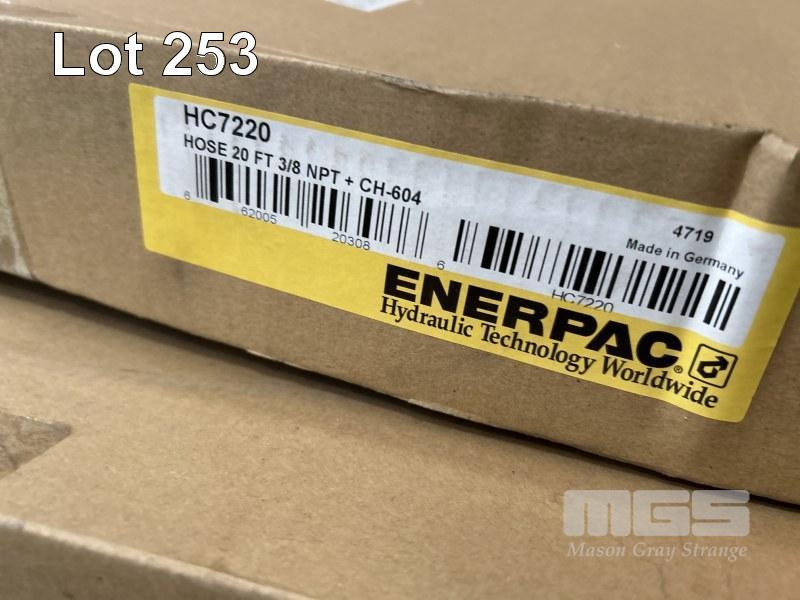 Lot 253
HC7220
HOSE 20 FT 3/8 NPT + CH-604
6 62005 20308 6
4719
Made in Germany
HC7220
ENERPAC®
Hydraulic Technology Worldwide
MGS
Mason Gray Strange